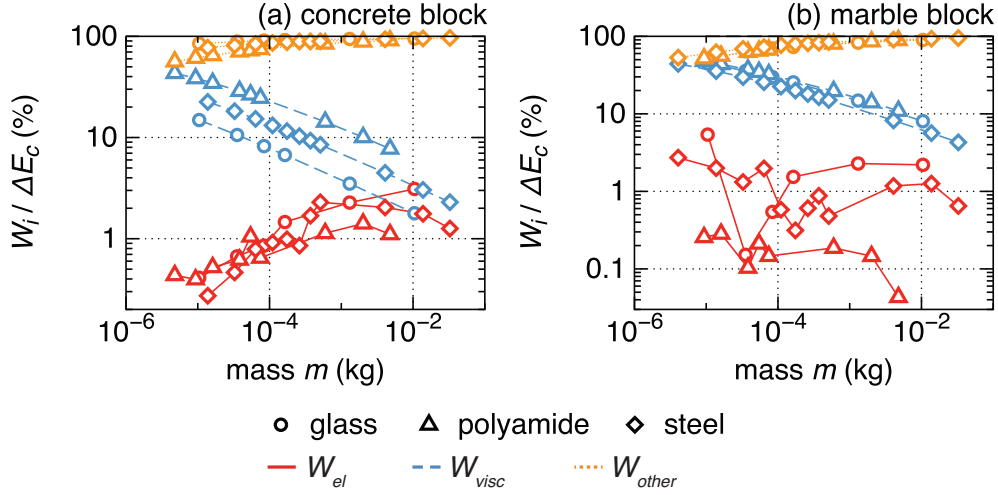 (a) concrete block
(b) marble block
W_i / ΔE_c (%)
100
10
1
10^−6
10^−4
10^−2
mass m (kg)
W_i / ΔE_c (%)
100
10
1
0.1
10^−6
10^−4
10^−2
mass m (kg)
glass polyamide steel
W_el W_visc W_other